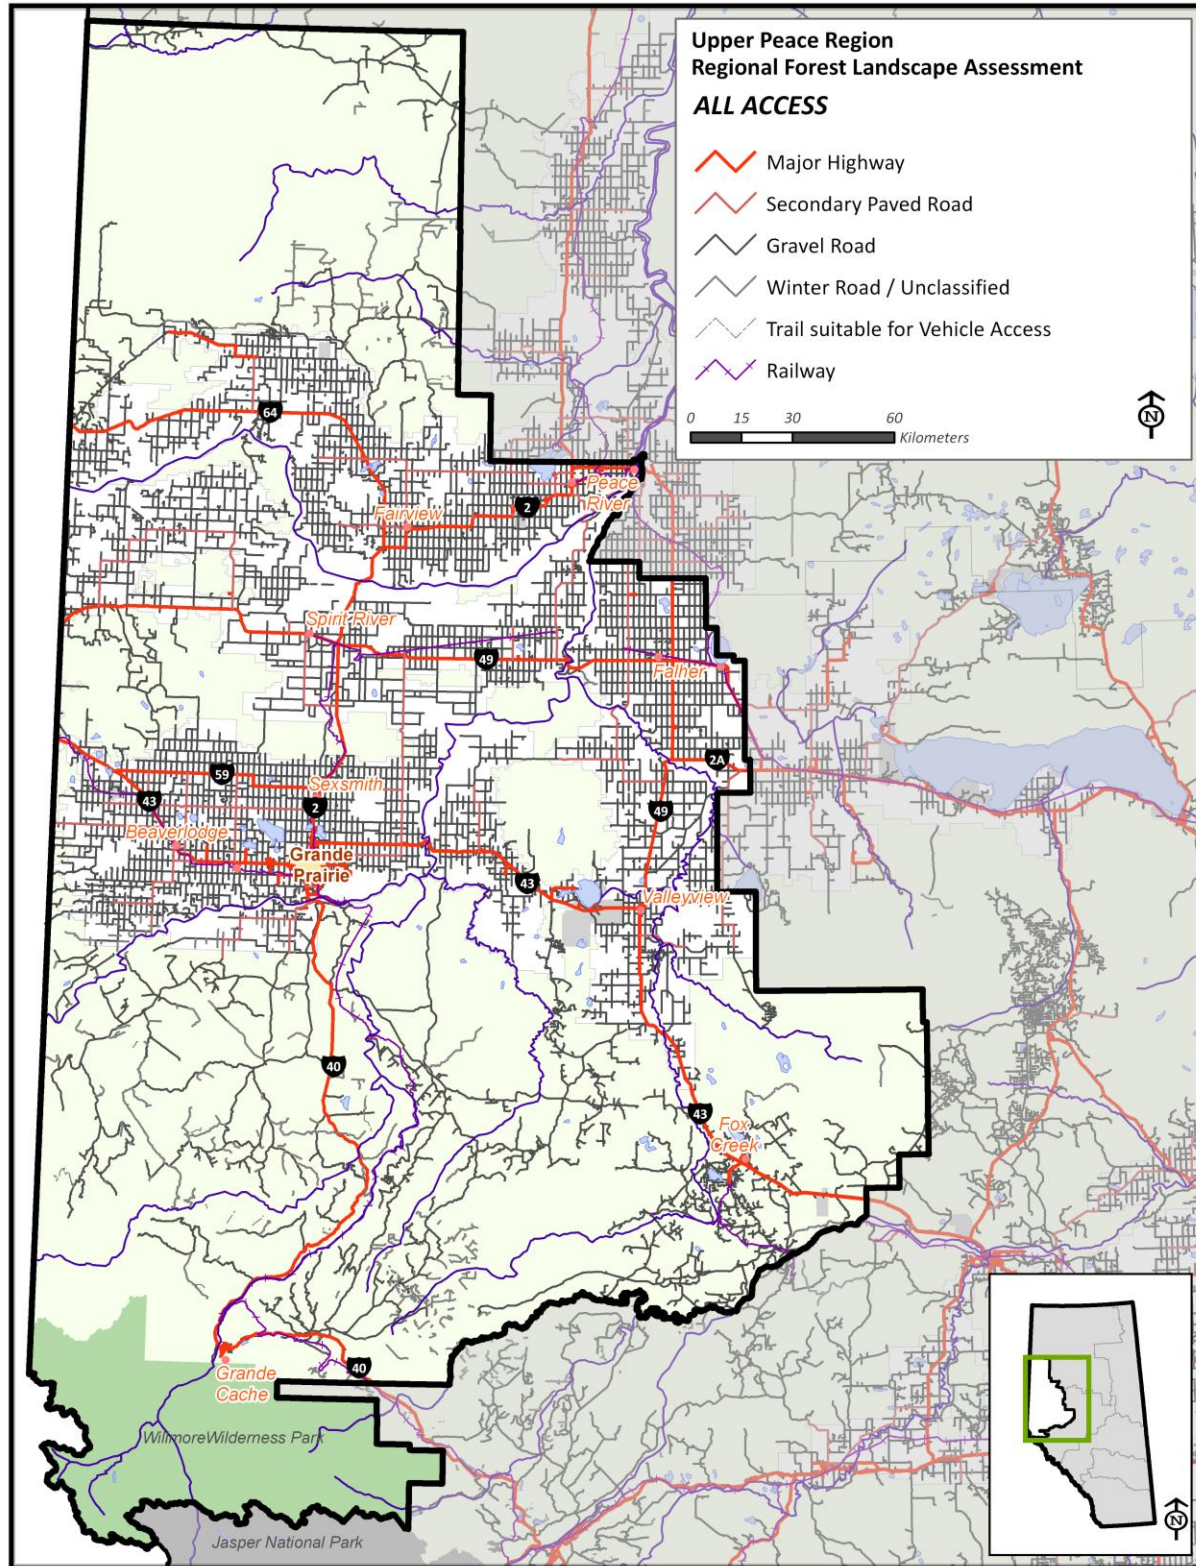 Upper Peace Region
Regional Forest Landscape Assessment
ALL ACCESS
Major Highway
Secondary Paved Road
Gravel Road
Winter Road / Unclassified
Trail suitable for Vehicle Access
Railway
N
0 15 30 60
Kilometers
64
Peace
River
2
Fairview
Spirit River
49
Falher
2A
59
Sexsmith
43
2
49
Beaverlodge
Grande
Prairie
43
Valleyview
40
43
Fox
Creek
40
Grande
Cache
WillmoreWilderness Park
Jasper National Park
N